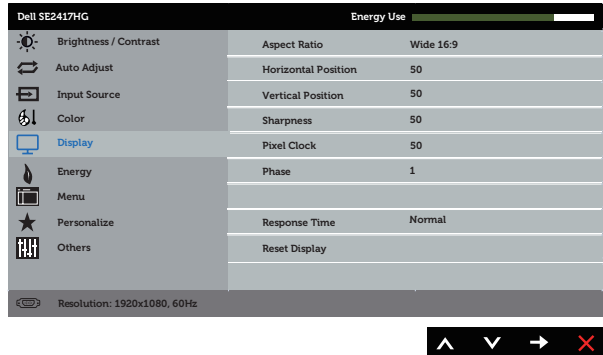 Dell SE2417HG Energy Use
Brightness / Contrast Aspect Ratio Wide 16:9
Auto Adjust Horizontal Position 50
Input Source Vertical Position 50
Color Sharpness 50
Display Pixel Clock 50
Energy Phase 1
Menu
Personalize Response Time Normal
Others Reset Display
Resolution: 1920x1080, 60Hz